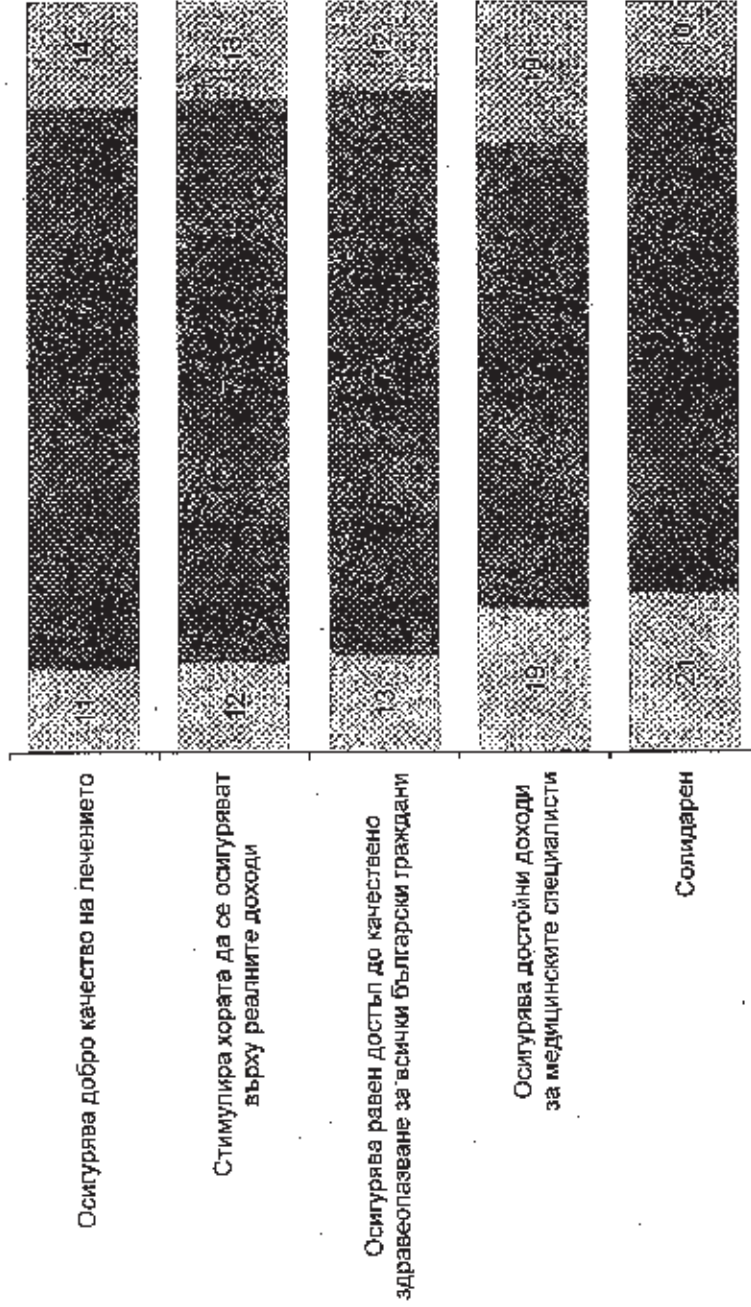 Осигурява добро качество на лечението
11
14
Стимулира хората да се осигуряват
върху реалните доходи
12
13
Осигурява равен достъп до качествено
здравеопазване за всички български граждани
13
12
Осигурява достойни доходи
за медицинските специалисти
19
19
Солидарен
21
10